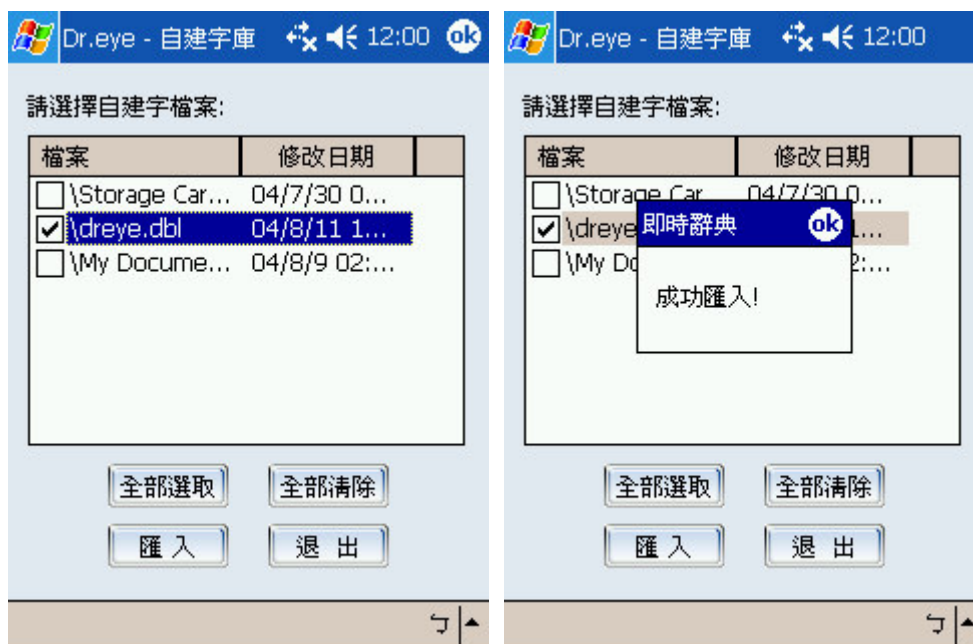 Dr.eye - 自建字庫 12:00 ok
請選擇自建字檔案:
檔案 修改日期
\Storage Car... 04/7/30 0...
\dreye.dbl 04/8/11 1...
\My Docume... 04/8/9 02:...
全部選取 全部清除
匯入 退出
ㄅ
Dr.eye - 自建字庫 12:00
請選擇自建字檔案:
檔案 修改日期
\Storage Car... 04/7/30 0...
\dreye 1...
\My Do 2:...
即時辭典 ok
成功匯入!
全部選取 全部清除
匯入 退出
ㄅ